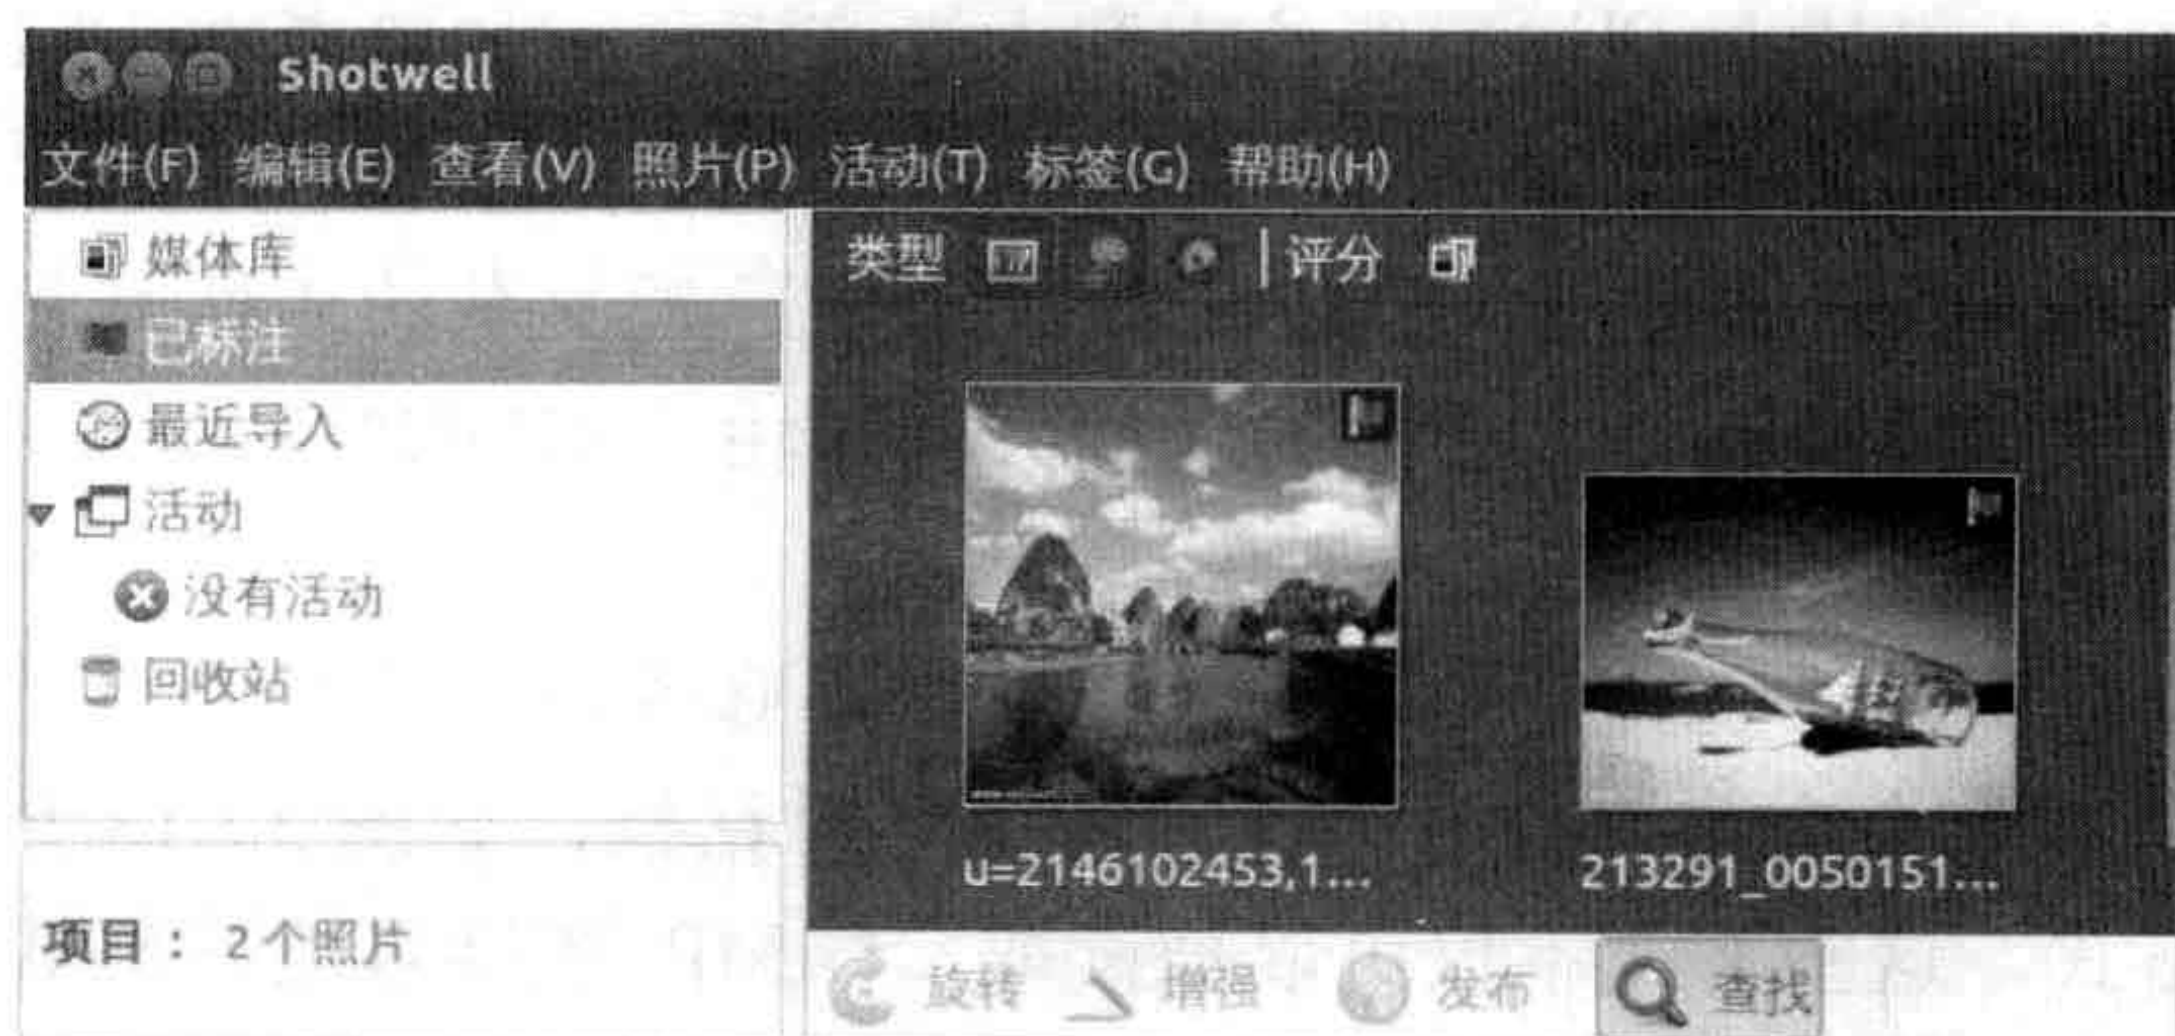 Shotwell
文件(F) 编辑(E) 查看(V) 照片(P) 活动(T) 标签(G) 帮助(H)
媒体库
已标注
最近导入
活动
没有活动
回收站
项目： 2个照片
类型 评分
u=2146102453,1...
213291_0050151...
旋转 增强 发布 查找